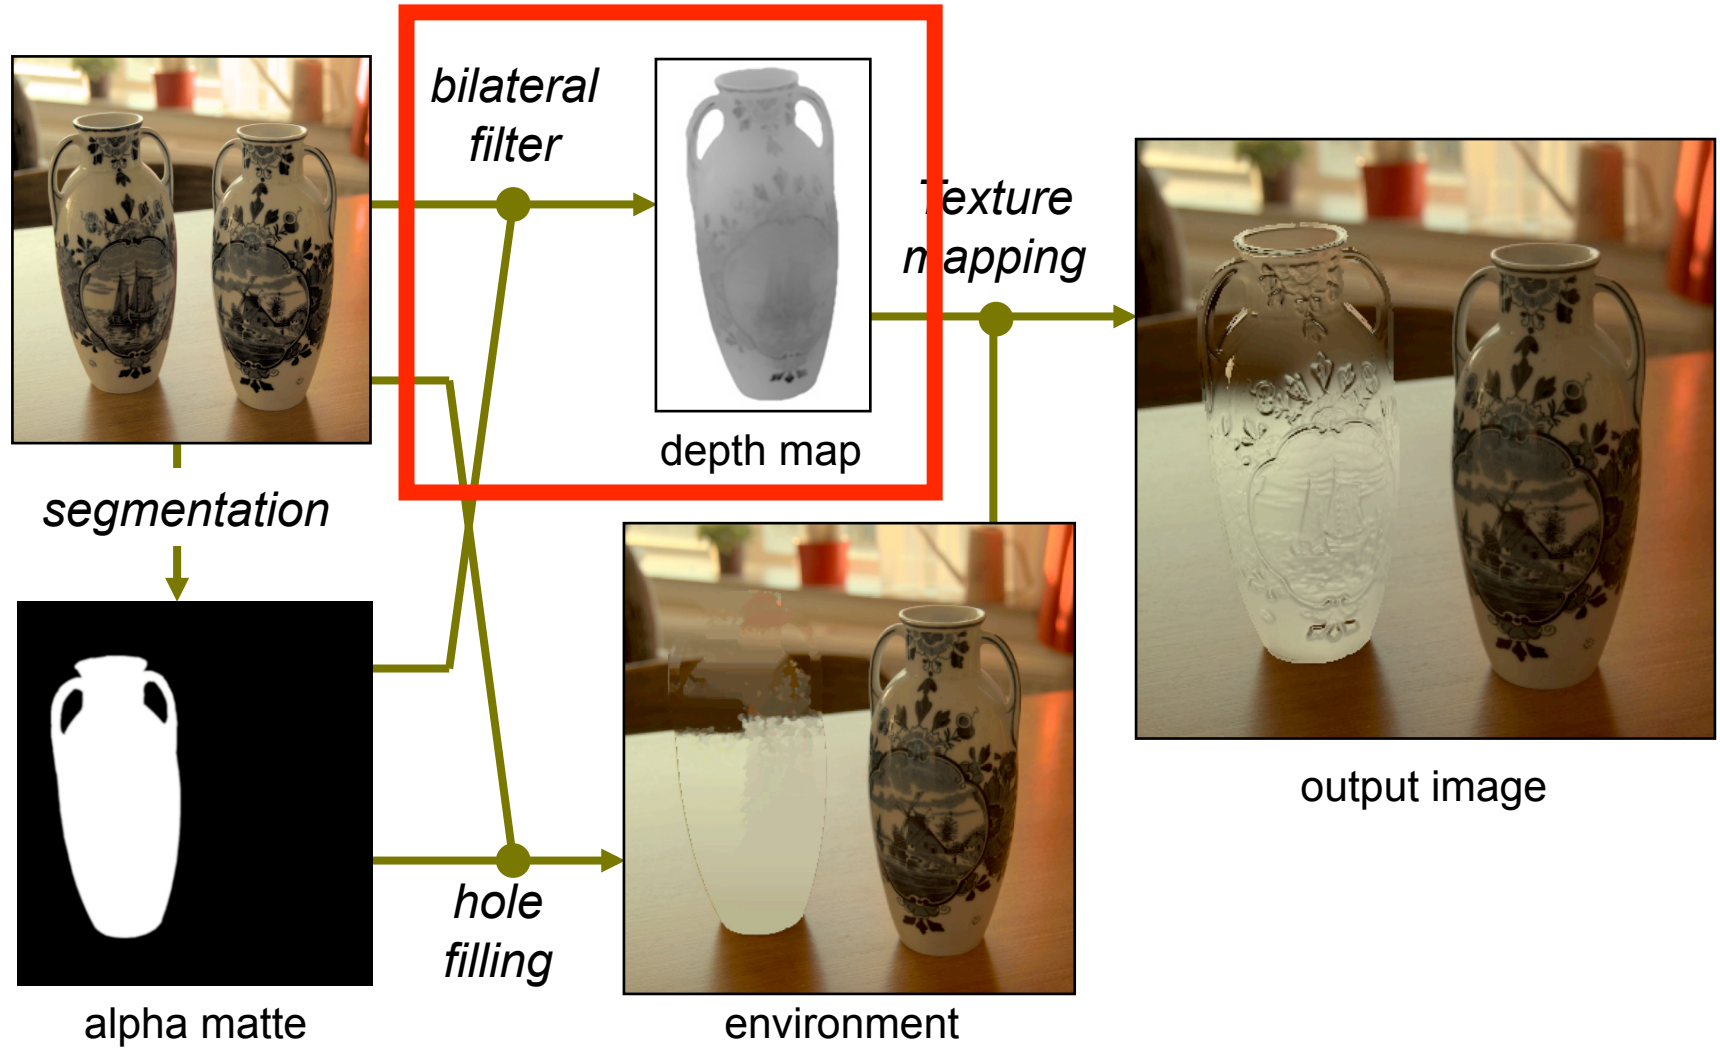 bilateral
filter
depth map
Texture
mapping
segmentation
alpha matte
hole
filling
environment
output image